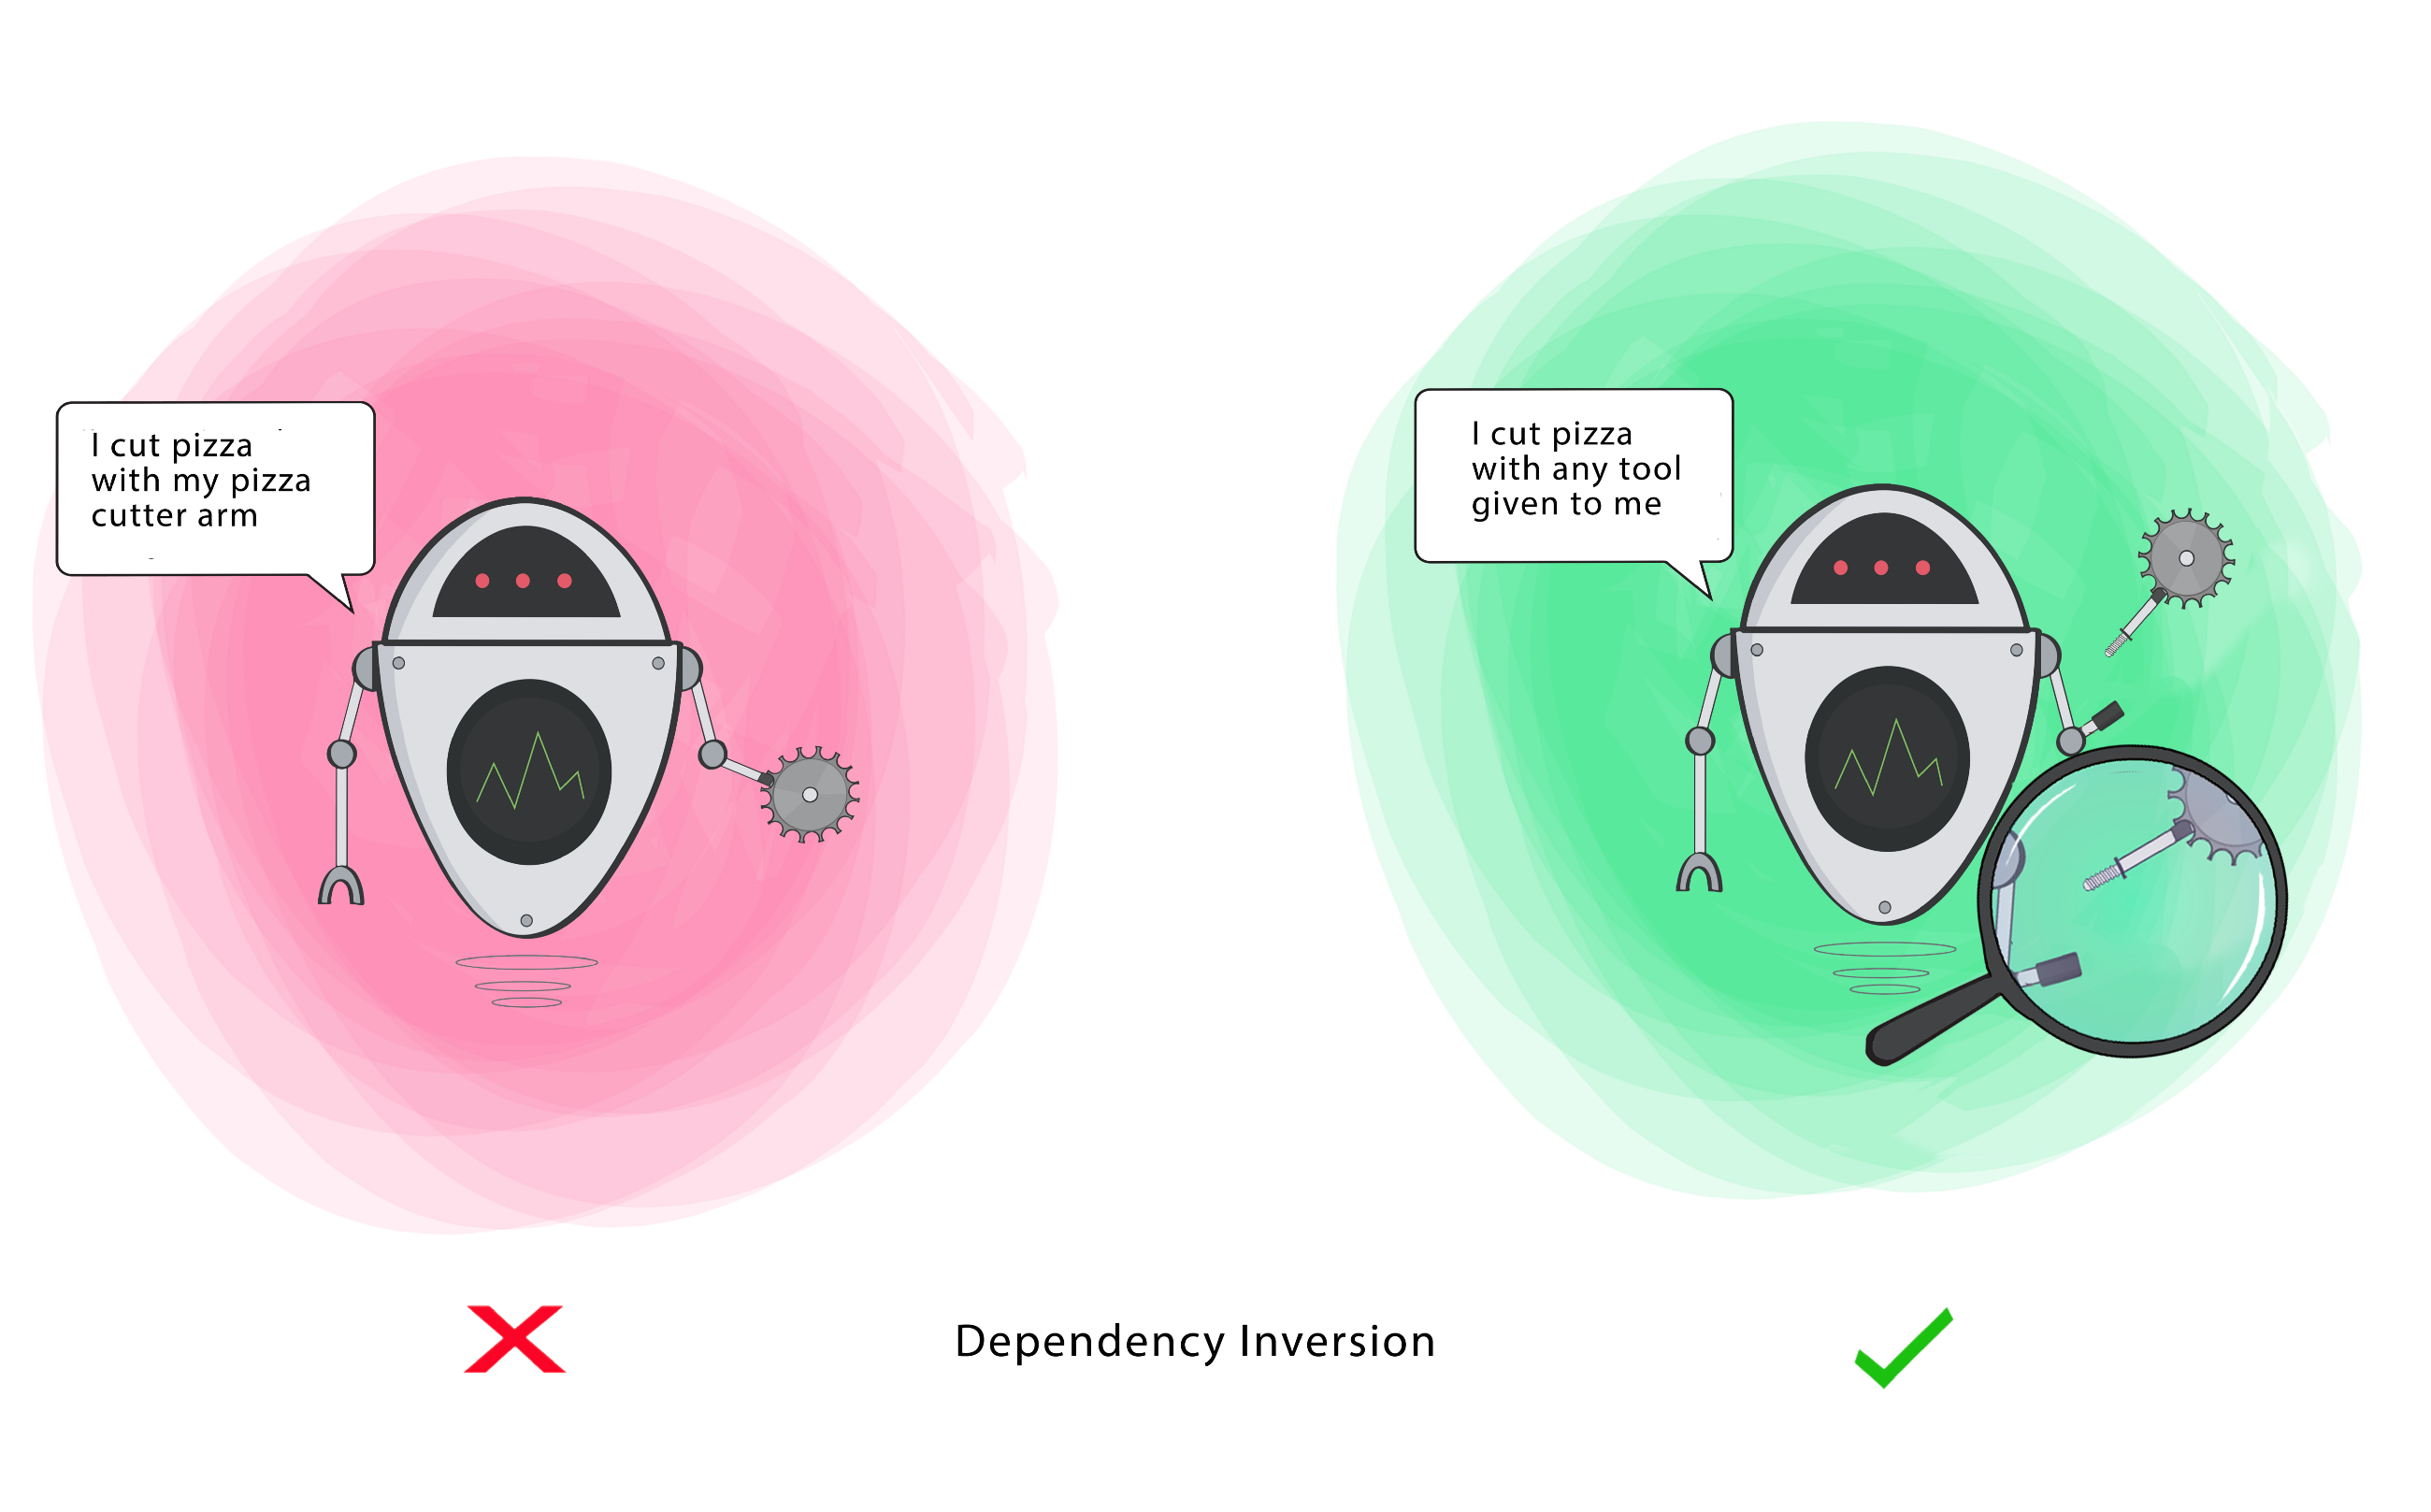 I cut pizza
with my pizza
cutter arm
I cut pizza
with any tool
given to me
Dependency Inversion